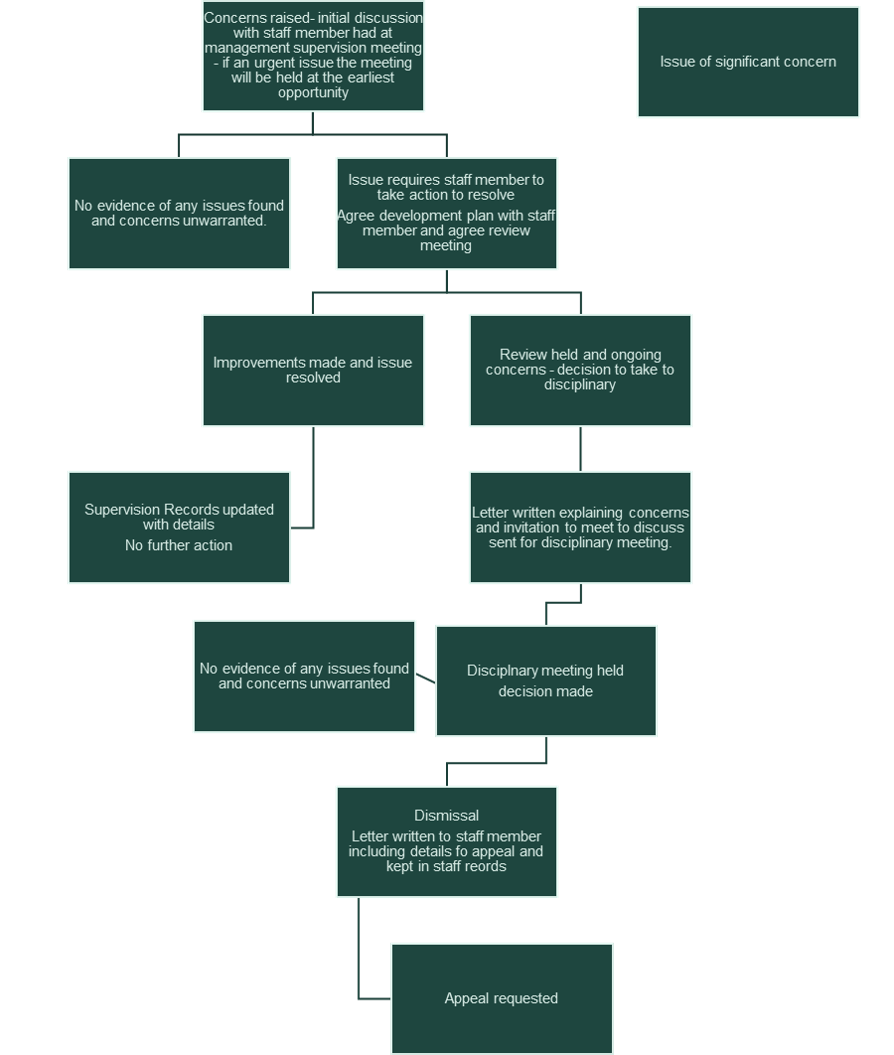 Concerns raised- initial discussion
with staff member had at
management supervision meeting
- if an urgent issue the meeting
will be held at the earliest
opportunity
Issue of significant concern
No evidence of any issues found
and concerns unwarranted.
Issue requires staff member to
take action to resolve
Agree development plan with staff
member and agree review
meeting
Improvements made and issue
resolved
Review held and ongoing
concerns - decision to take to
disciplinary
Supervision Records updated
with details
No further action
Letter written explaining concerns
and invitation to meet to discuss
sent for disciplinary meeting.
No evidence of any issues found
and concerns unwarranted
Disciplnary meeting held
decision made
Dismissal
Letter written to staff member
including details fo appeal and
kept in staff reords
Appeal requested